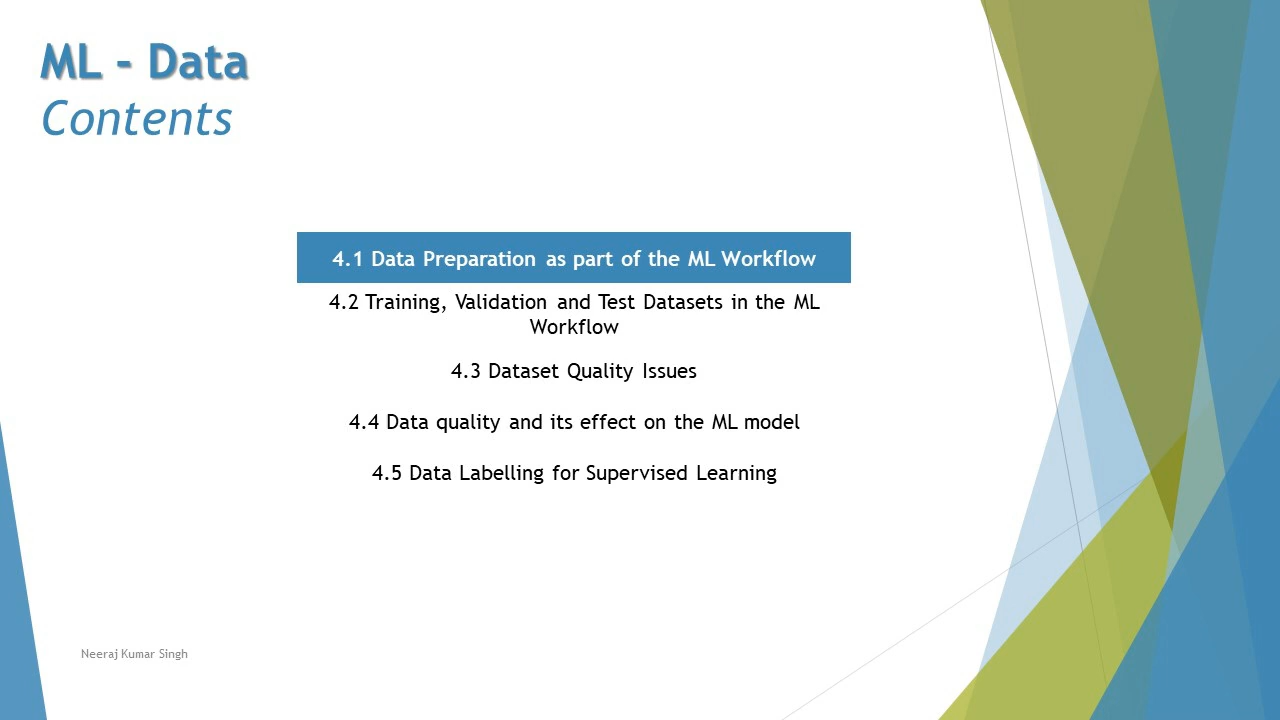 ML - Data
Contents
4.1 Data Preparation as part of the ML Workflow
4.2 Training, Validation and Test Datasets in the ML
Workflow
4.3 Dataset Quality Issues
4.4 Data quality and its effect on the ML model
4.5 Data Labelling for Supervised Learning
Neeraj Kumar Singh